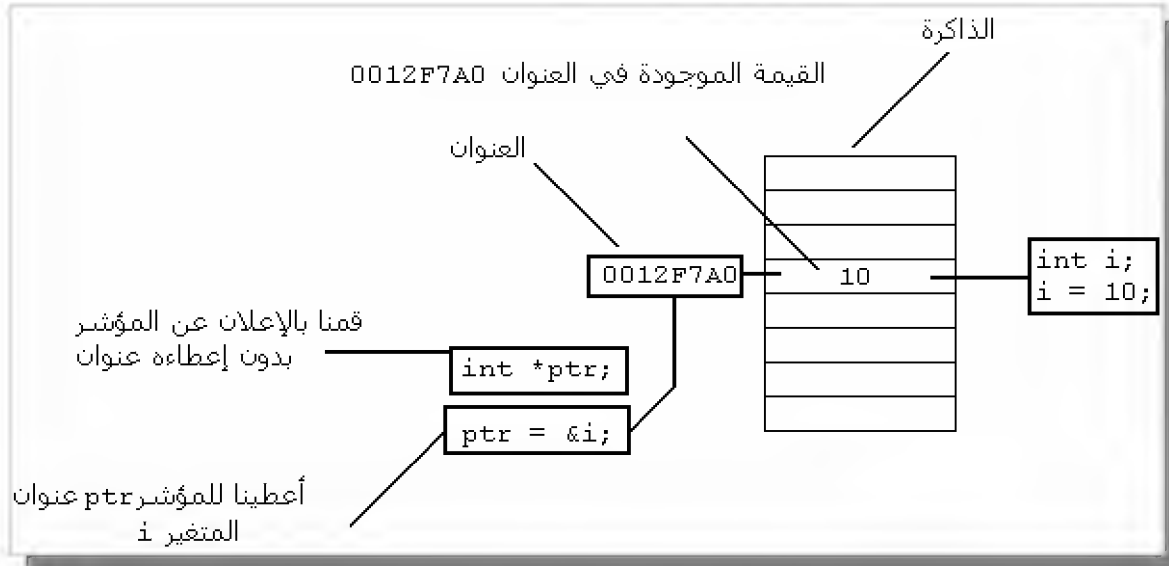 الذاكرة
القيمة الموجودة في العنوان 0012F7A0
العنوان
0012F7A0
10
int i;
i = 10;
قمنا بالإعلان عن المؤشر
بدون إعطاءه عنوان
int *ptr;
ptr = &i;
أعطينا للمؤشر ptr عنوان
المتغير i